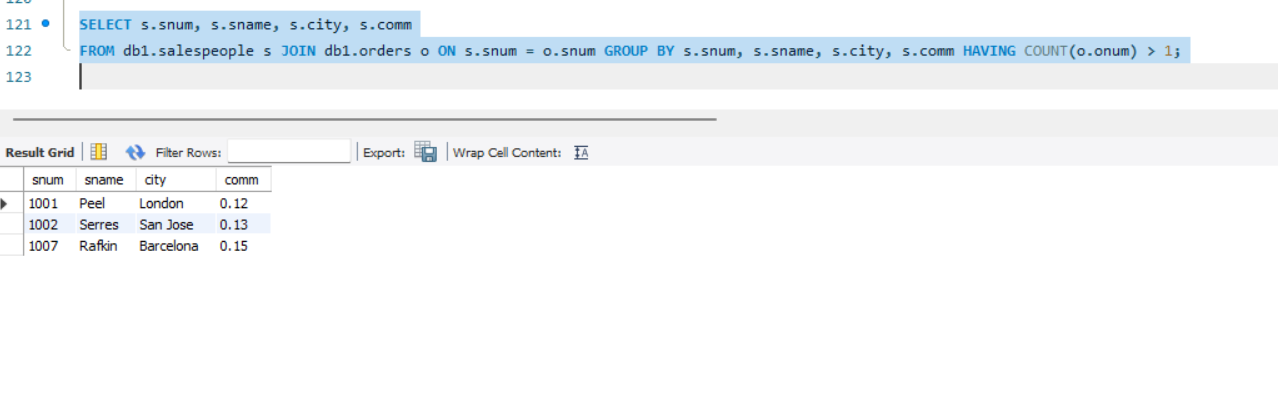 121 SELECT s.snum, s.sname, s.city, s.comm
122 FROM db1.salespeople s JOIN db1.orders o ON s.snum = o.snum GROUP BY s.snum, s.sname, s.city, s.comm HAVING COUNT(o.onum) > 1;
123
Result Grid Filter Rows: Export: Wrap Cell Content: IA
snum sname city comm
1001 Peel London 0.12
1002 Serres San Jose 0.13
1007 Rafkin Barcelona 0.15